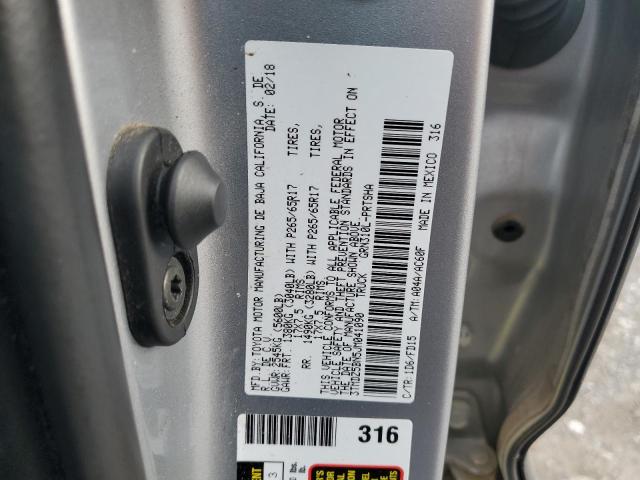 MFD BY: TOYOTA MOTOR MANUFACTURING DE BAJA CALIFORNIA, S. DE
R. L. DE C.V. DATE: 02/18
GVWR: 2545KG (5600LB)
GAWR: FRT. 1380KG (3040LB) WITH P265/65R17 TIRES,
17X7.5 RIMS
RR. 1490KG (3280LB) WITH P265/65R17 TIRES,
17X7.5 RIMS
THIS VEHICLE CONFORMS TO ALL APPLICABLE FEDERAL MOTOR
VEHICLE SAFETY AND THEFT PREVENTION STANDARDS IN EFFECT ON
THE DATE OF MANUFACTURE SHOWN ABOVE.
3TMDZ5BN5JM041090 TRUCK GRN310L-PRTSHA
C/TR: 1D6/FD15 A/TM: A04A/AC60F MADE IN MEXICO 316
316